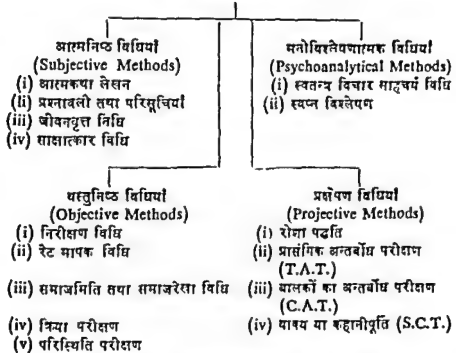 आत्मनिष्ठ विधियाँ
(Subjective Methods)
(i) आत्मकथा लेखन
(ii) प्रश्नावली तथा परिसूचियाँ
(iii) जीवनवृत्त विधि
(iv) साक्षात्कार विधि
मनोविश्लेषणात्मक विधियाँ
(Psychoanalytical Methods)
(i) स्वतन्त्र विचार साहचर्य विधि
(ii) स्वप्न विश्लेषण
वस्तुनिष्ठ विधियाँ
(Objective Methods)
(i) निरीक्षण विधि
(ii) रेट मापक विधि
(iii) समाजमिति तथा समाजरेखा विधि
(iv) क्रिया परीक्षण
(v) परिस्थिति परीक्षण
प्रक्षेपण विधियाँ
(Projective Methods)
(i) रोर्शा पद्धति
(ii) प्रासंगिक अन्तर्बोध परीक्षण
(T.A.T.)
(iii) बालकों का अन्तर्बोध परीक्षण
(C.A.T.)
(iv) वाक्य या कहानीपूर्ति (S.C.T.)